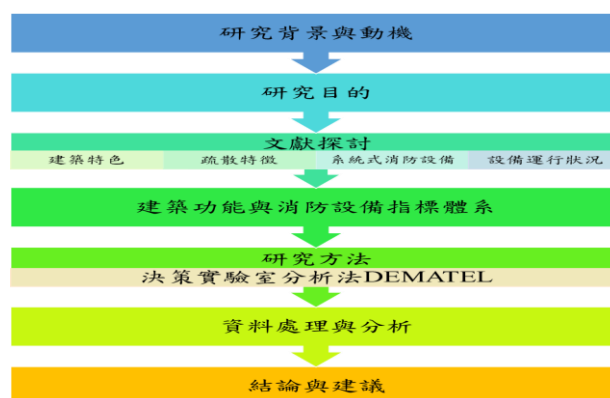 研究背景與動機
研究目的
文獻探討
建築特色 疏散特徵 系統式消防設備 設備運行狀況
建築功能與消防設備指標體系
研究方法
決策實驗室分析法DEMATEL
資料處理與分析
結論與建議